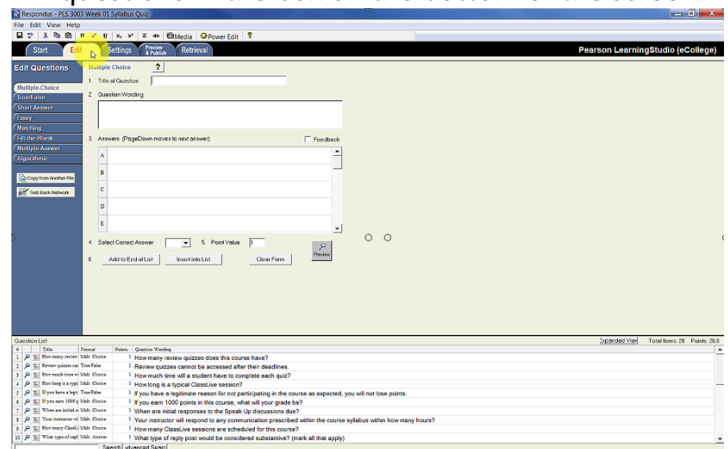 Respondus - PLS 3003 Week 01 Syllabus Quiz
File Edit View Help
Media Power Edit ?
Start Edit Settings Preview & Publish Retrieval Pearson LearningStudio (eCollege)
Edit Questions
Multiple Choice ?
1. Title of Question
Multiple-Choice
2. Question Wording
True/False
Short Answer
Essay
Matching
Fill-the-Blank
3. Answers (PageDown moves to next answer) Feedback
Multiple-Answer
Algorithmic
A
B
Copy from Another File
C
Test Bank Network
D
E
4. Select Correct Answer 5. Point Value 1
6. Add to End of List Insert into List Clear Form Preview
Question List Expanded View Total Items 26 Points 26.0
# Title Format Points Question Wording
1 How many review Mult. Choice 1 How many review quizzes does this course have?
2 Review quizzes can True/False 1 Review quizzes cannot be accessed after their deadlines.
3 How much time wi Mult. Choice 1 How much time will a student have to complete each quiz?
4 How long is a typi Mult. Choice 1 How long is a typical ClassLive session?
5 If you have a legit True/False 1 If you have a legitimate reason for not participating in the course as expected, you will not lose points.
6 If you earn 1000 p Mult. Choice 1 If you earn 1000 points in this course, what will your grade be?
7 When are initial re Mult. Choice 1 When are initial responses to the Speak Up discussions due?
8 Your instructor wi Mult. Choice 1 Your instructor will respond to any communication prescribed within the course syllabus within how many hours?
9 How many ClassLi Mult. Choice 1 How many ClassLive sessions are scheduled for this course?
10 What type of repl Mult. Answer 1 What type of reply post would be considered substantive? (mark all that apply)
Search Advanced Search